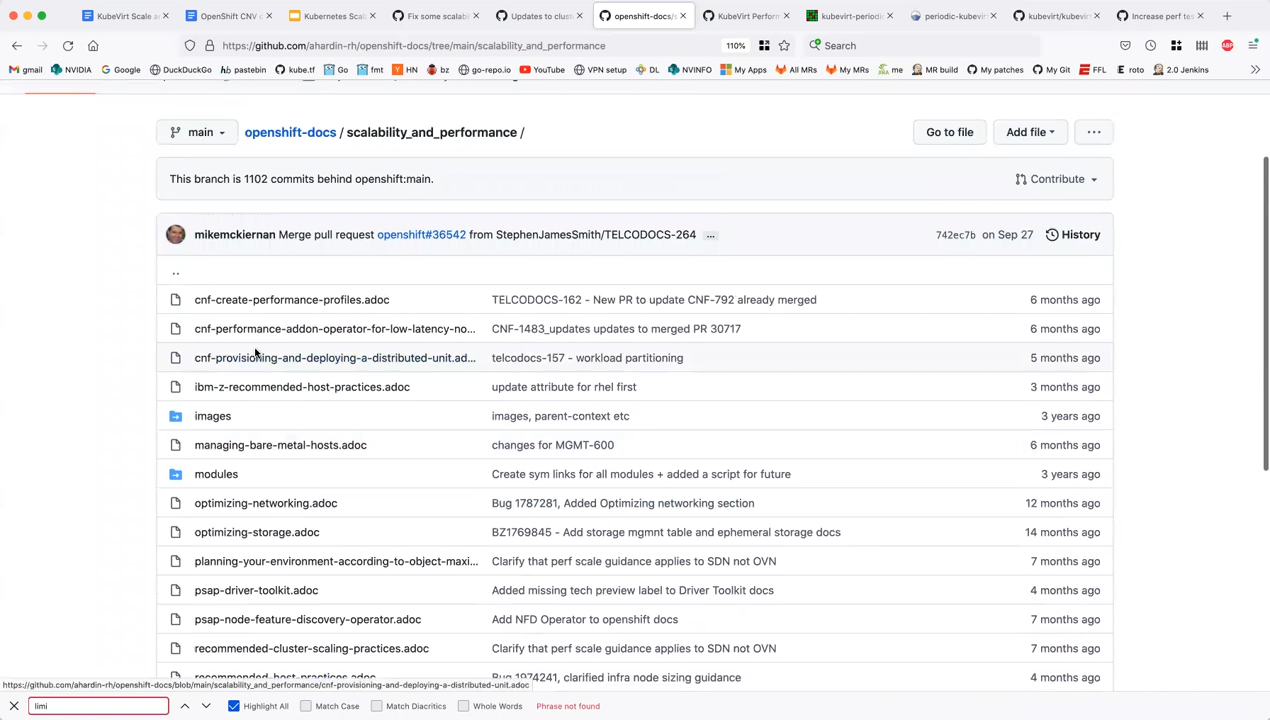 KubeVirt Scale a
OpenShift CNV c
Kubernetes Scal
Fix some scalab
Updates to clus
openshift-docs/s
KubeVirt Perform
kubevirt-periodi
periodic-kubevir
kubevirt/kubevir
Increase perf tes
https://github.com/ahardin-rh/openshift-docs/tree/main/scalability_and_performance
110%
Search
gmail NVIDIA Google DuckDuckGo pastebin kube.tf Go fmt HN bz go-repo.io YouTube VPN setup DL NVINFO My Apps All MRs My MRs me MR build My patches My Git FFL roto 2.0 Jenkins
main openshift-docs / scalability_and_performance / Go to file Add file ...
This branch is 1102 commits behind openshift:main. Contribute
mikemckiernan Merge pull request openshift#36542 from StephenJamesSmith/TELCODOCS-264 ... 742ec7b on Sep 27 History
..
cnf-create-performance-profiles.adoc TELCODOCS-162 - New PR to update CNF-792 already merged 6 months ago
cnf-performance-addon-operator-for-low-latency-no... CNF-1483_updates updates to merged PR 30717 6 months ago
cnf-provisioning-and-deploying-a-distributed-unit.ad... telcodocs-157 - workload partitioning 5 months ago
ibm-z-recommended-host-practices.adoc update attribute for rhel first 3 months ago
images images, parent-context etc 3 years ago
managing-bare-metal-hosts.adoc changes for MGMT-600 6 months ago
modules Create sym links for all modules + added a script for future 3 years ago
optimizing-networking.adoc Bug 1787281, Added Optimizing networking section 12 months ago
optimizing-storage.adoc BZ1769845 - Add storage mgmnt table and ephemeral storage docs 14 months ago
planning-your-environment-according-to-object-maxi... Clarify that perf scale guidance applies to SDN not OVN 7 months ago
psap-driver-toolkit.adoc Added missing tech preview label to Driver Toolkit docs 4 months ago
psap-node-feature-discovery-operator.adoc Add NFD Operator to openshift docs 7 months ago
recommended-cluster-scaling-practices.adoc Clarify that perf scale guidance applies to SDN not OVN 7 months ago
recommended-host-practices.adoc Bug 1974241, clarified infra node sizing guidance 4 months ago
https://github.com/ahardin-rh/openshift-docs/blob/main/scalability_and_performance/cnf-provisioning-and-deploying-a-distributed-unit.adoc
limi Highlight All Match Case Match Diacritics Whole Words Phrase not found